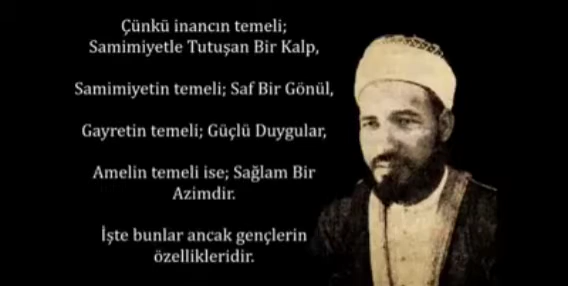 Çünkü inancın temeli;
Samimiyetle Tutuşan Bir Kalp,
Samimiyetin temeli; Saf Bir Gönül,
Gayretin temeli; Güçlü Duygular,
Amelin temeli ise; Sağlam Bir
Azimdir.
İşte bunlar ancak gençlerin
özellikleridir.